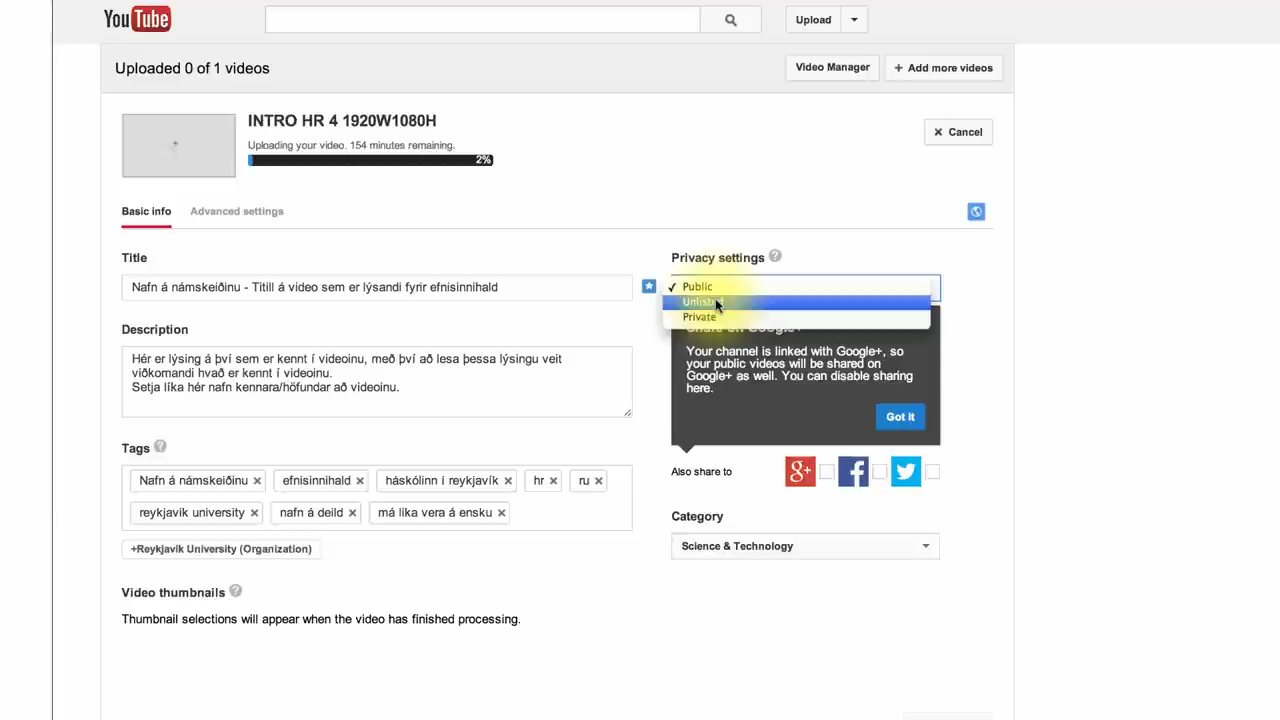 YouTube
Upload
Uploaded 0 of 1 videos
Video Manager
+ Add more videos
INTRO HR 4 1920W1080H
Uploading your video. 154 minutes remaining.
2%
Cancel
Basic info
Advanced settings
Title
Nafn á námskeiðinu - Titill á video sem er lýsandi fyrir efnisinnihald
Description
Hér er lýsing á því sem er kennt í videoinu, með því að lesa þessa lýsingu veit
viðkomandi hvað er kennt í videoinu.
Setja líka hér nafn kennara/höfundar að videoinu.
Tags
Nafn á námskeiðinu
efnisinnihald
háskólinn i reykjavík
hr
ru
reykjavik university
nafn á deild
má lika vera á ensku
+Reykjavík University (Organization)
Video thumbnails
Thumbnail selections will appear when the video has finished processing.
Privacy settings
✓ Public
Unlisted
Private
Share on Google+
Your channel is linked with Google+, so
your public videos will be shared on
Google+ as well. You can disable sharing
here.
Got It
Also share to
Category
Science & Technology